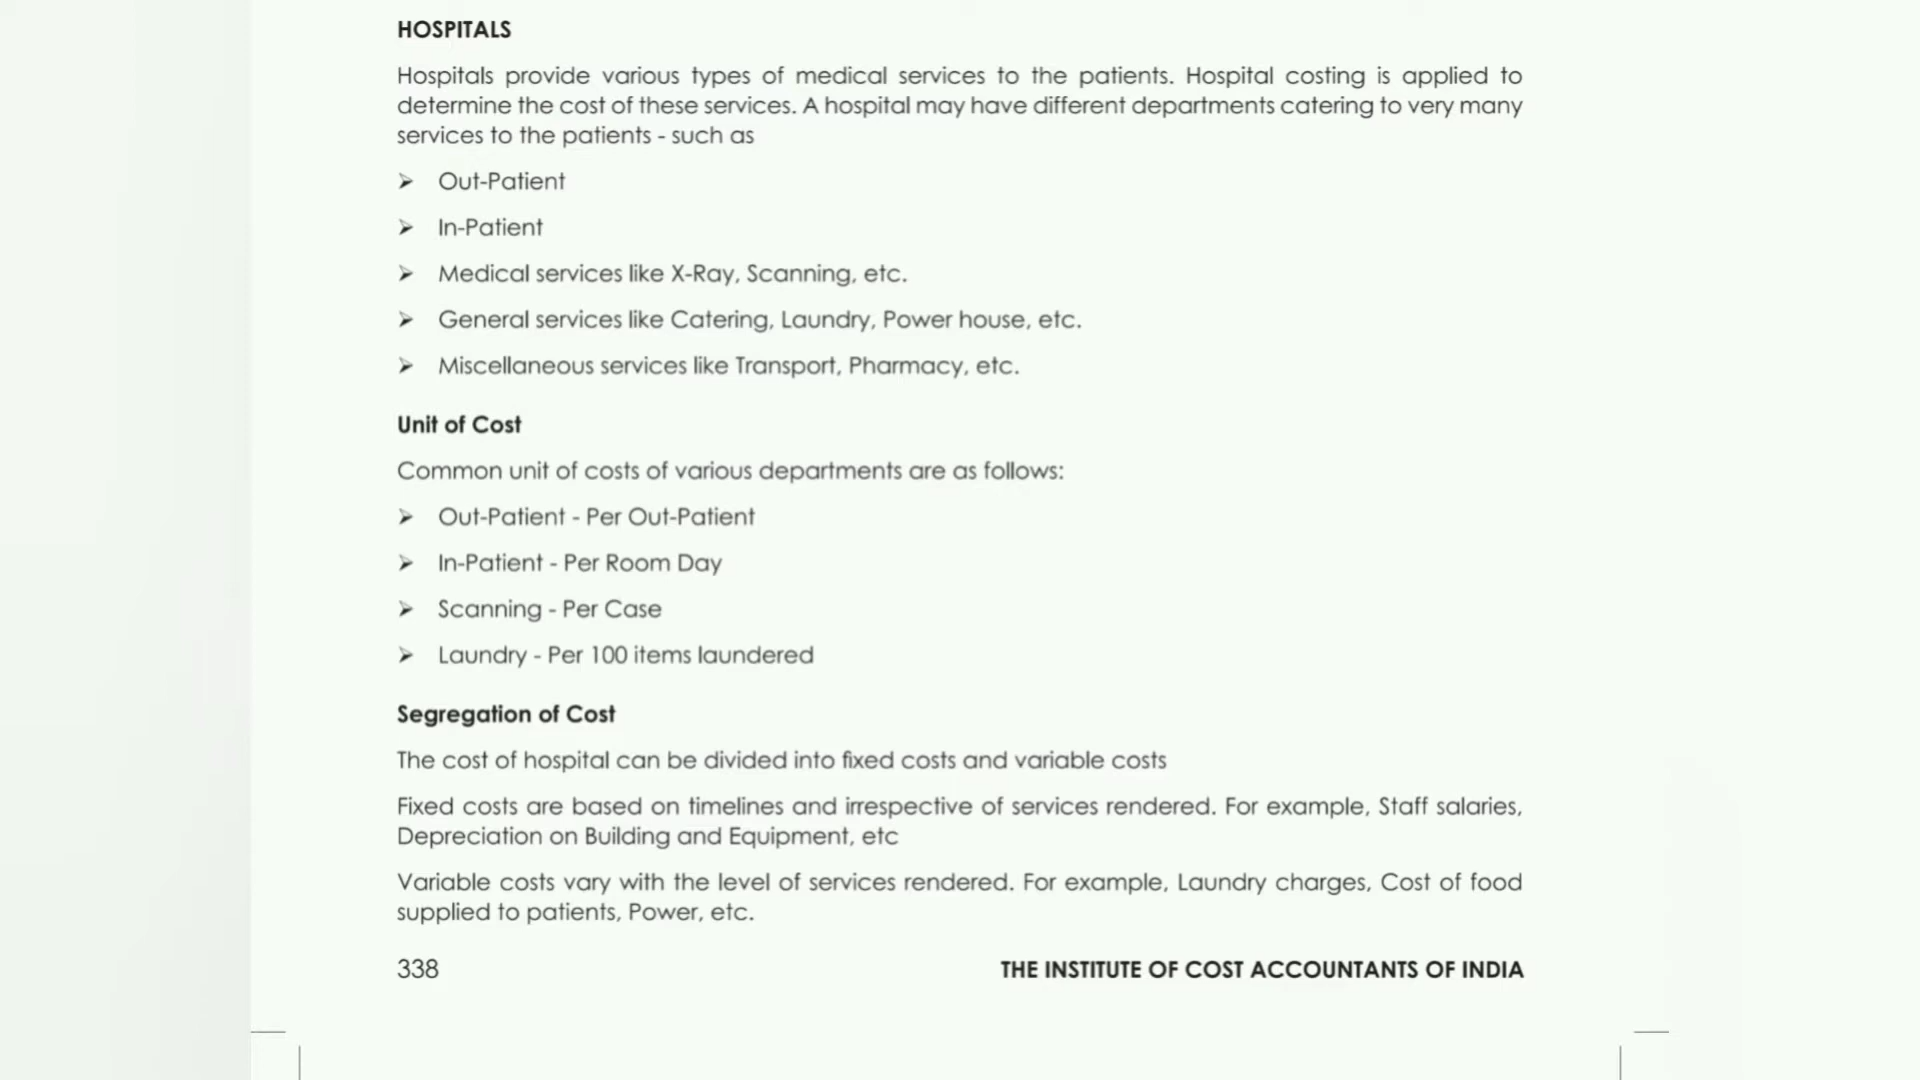 HOSPITALS
Hospitals provide various types of medical services to the patients. Hospital costing is applied to
determine the cost of these services. A hospital may have different departments catering to very many
services to the patients - such as
➢ Out-Patient
➢ In-Patient
➢ Medical services like X-Ray, Scanning, etc.
➢ General services like Catering, Laundry, Power house, etc.
➢ Miscellaneous services like Transport, Pharmacy, etc.
Unit of Cost
Common unit of costs of various departments are as follows:
➢ Out-Patient - Per Out-Patient
➢ In-Patient - Per Room Day
➢ Scanning - Per Case
➢ Laundry - Per 100 items laundered
Segregation of Cost
The cost of hospital can be divided into fixed costs and variable costs
Fixed costs are based on timelines and irrespective of services rendered. For example, Staff salaries,
Depreciation on Building and Equipment, etc
Variable costs vary with the level of services rendered. For example, Laundry charges, Cost of food
supplied to patients, Power, etc.
338 THE INSTITUTE OF COST ACCOUNTANTS OF INDIA